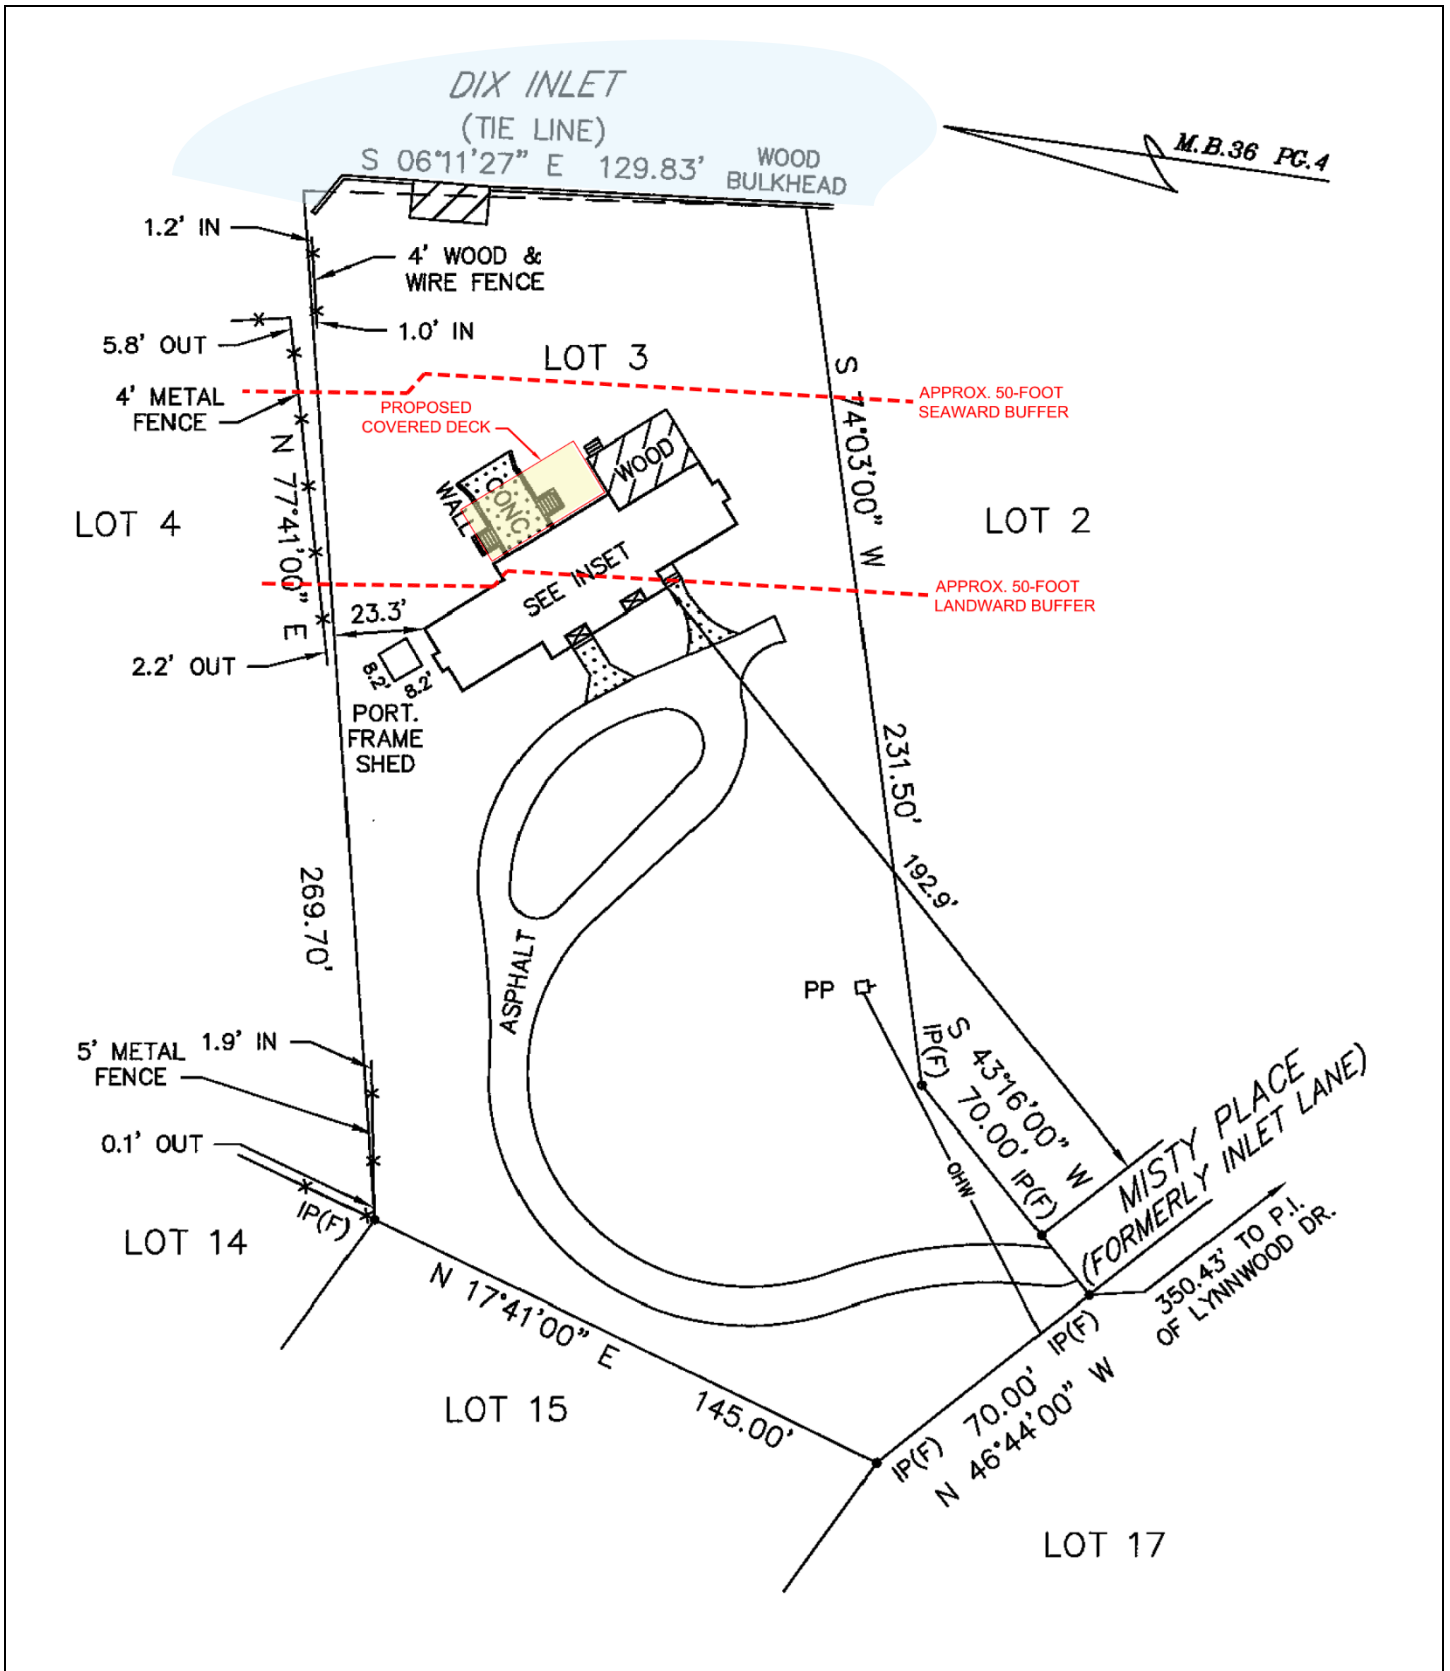 DIX INLET
(TIE LINE)
S 06°11'27" E 129.83'
WOOD
BULKHEAD
M.B.36 PG.4
1.2' IN
4' WOOD &
WIRE FENCE
1.0' IN
5.8' OUT
LOT 3
4' METAL
FENCE
PROPOSED
COVERED DECK
APPROX. 50-FOOT
SEAWARD BUFFER
N 77°41'00" E
269.70'
S 74°03'00" W
231.50'
WOOD
CONC
WALL
LOT 4
LOT 2
SEE INSET
APPROX. 50-FOOT
LANDWARD BUFFER
23.3'
2.2' OUT
8.2'
8.2'
PORT.
FRAME
SHED
192.9'
ASPHALT
PP
IP(F)
S 43°16'00" W
70.00'
IP(F)
OHW
MISTY PLACE
(FORMERLY INLET LANE)
350.43' TO P.I.
OF LYNNWOOD DR.
5' METAL
FENCE
1.9' IN
0.1' OUT
IP(F)
LOT 14
N 17°41'00" E
145.00'
LOT 15
IP(F)
70.00'
IP(F)
N 46°44'00" W
LOT 17